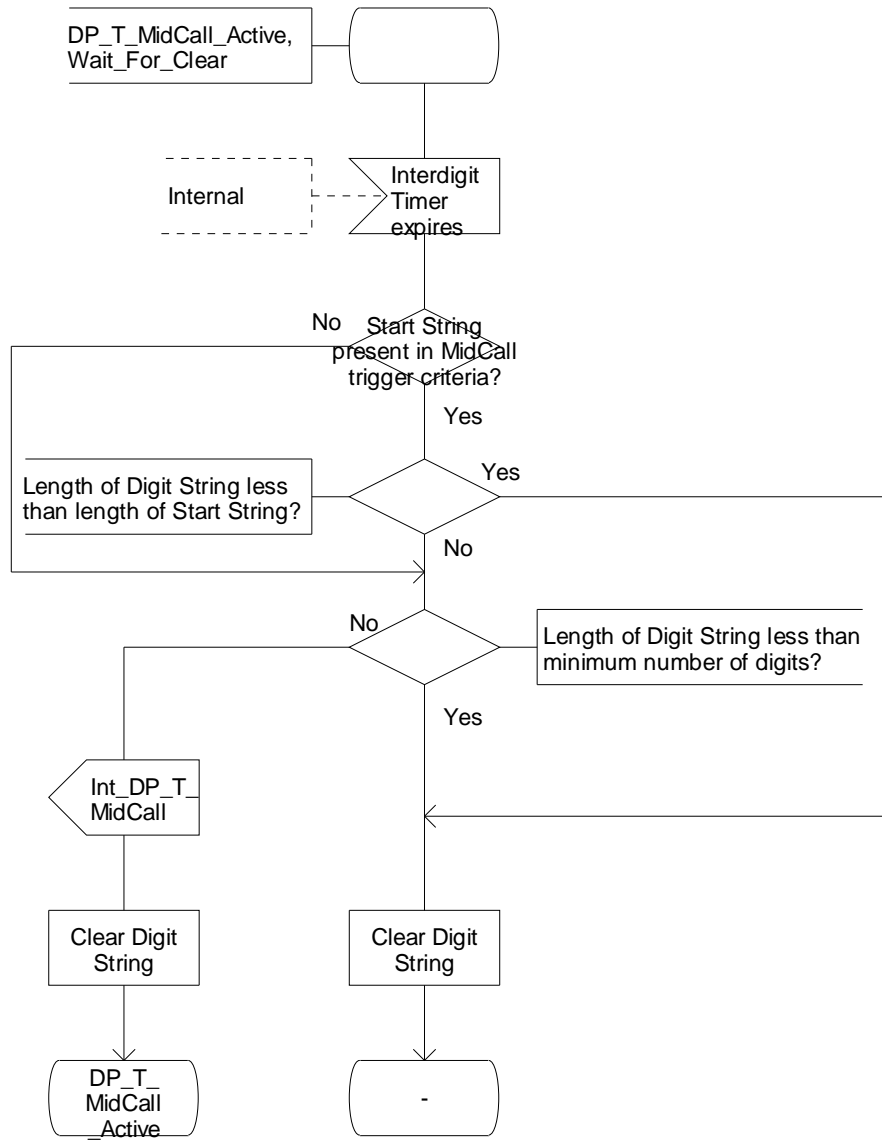 DP_T_MidCall_Active,
Wait_For_Clear
Internal
Interdigit
Timer
expires
No
Start String
present in MidCall
trigger criteria?
Yes
Length of Digit String less
than length of Start String?
Yes
No
No
Length of Digit String less than
minimum number of digits?
Yes
Int_DP_T_
MidCall
Clear Digit
String
Clear Digit
String
DP_T_
MidCall
_Active
-